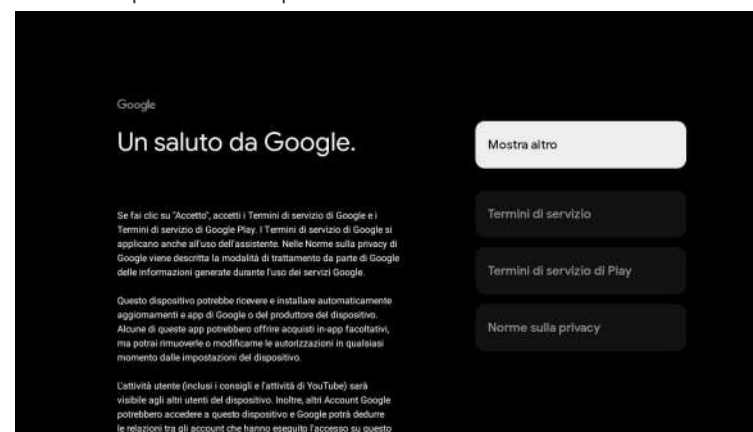 Google
Un saluto da Google.
Mostra altro
Se fai clic su "Accetto", accetti i Termini di servizio di Google e i
Termini di servizio di Google Play. I Termini di servizio di Google si
applicano anche all'uso dell'assistente. Nelle Norme sulla privacy di
Google viene descritta la modalità di trattamento da parte di Google
delle informazioni generate durante l'uso dei servizi Google.
Questo dispositivo potrebbe ricevere e installare automaticamente
aggiornamenti e app di Google o del produttore del dispositivo.
Alcune di queste app potrebbero offrire acquisti in-app facoltativi,
ma potrai rimuoverle o modificarne le autorizzazioni in qualsiasi
momento dalle impostazioni del dispositivo.
L'attività utente (inclusi i consigli e l'attività di YouTube) sarà
visibile agli altri utenti del dispositivo. Inoltre, altri Account Google
potrebbero accedere a questo dispositivo e Google potrà dedurre
le relazioni tra gli account che hanno eseguito l'accesso su questo
Termini di servizio
Termini di servizio di Play
Norme sulla privacy